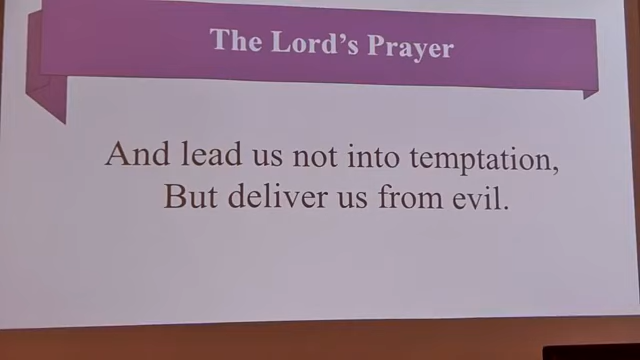 The Lord's Prayer
And lead us not into temptation,
But deliver us from evil.